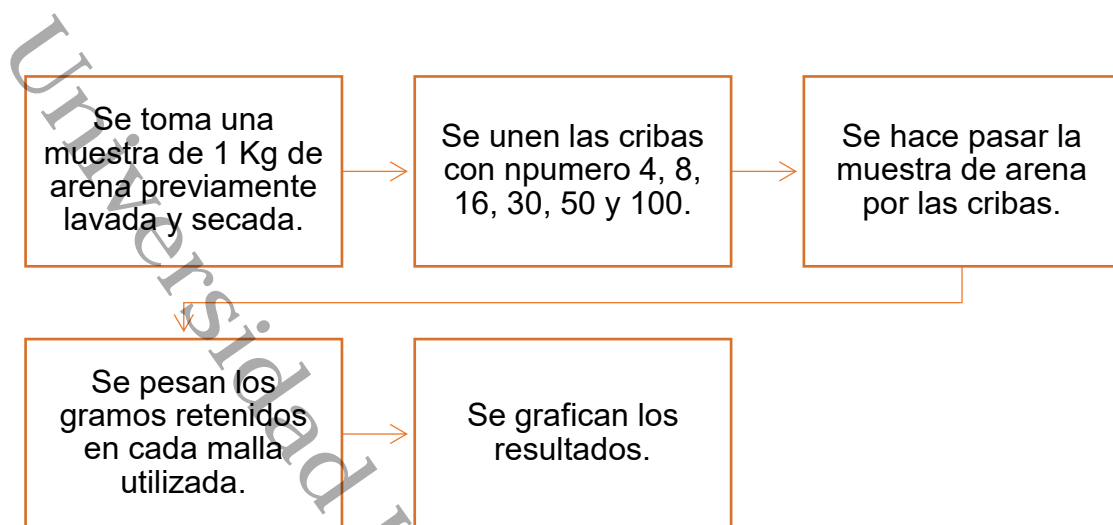 Se toma una
muestra de 1 Kg de
arena previamente
lavada y secada.
Se unen las cribas
con npumero 4, 8,
16, 30, 50 y 100.
Se hace pasar la
muestra de arena
por las cribas.
Se pesan los
gramos retenidos
en cada malla
utilizada.
Se grafican los
resultados.
Universidad